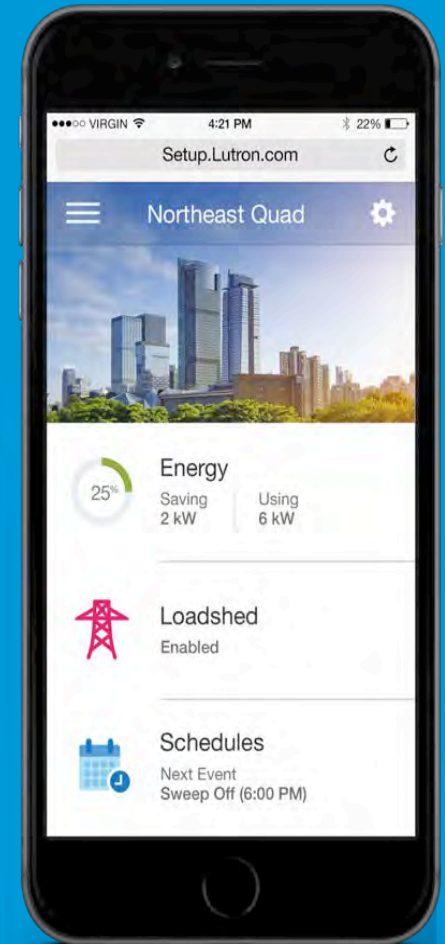 VIRGIN 4:21 PM 22%
Setup.Lutron.com
Northeast Quad
25%
Energy
Saving Using
2 kW 6 kW
Loadshed
Enabled
Schedules
Next Event
Sweep Off (6:00 PM)